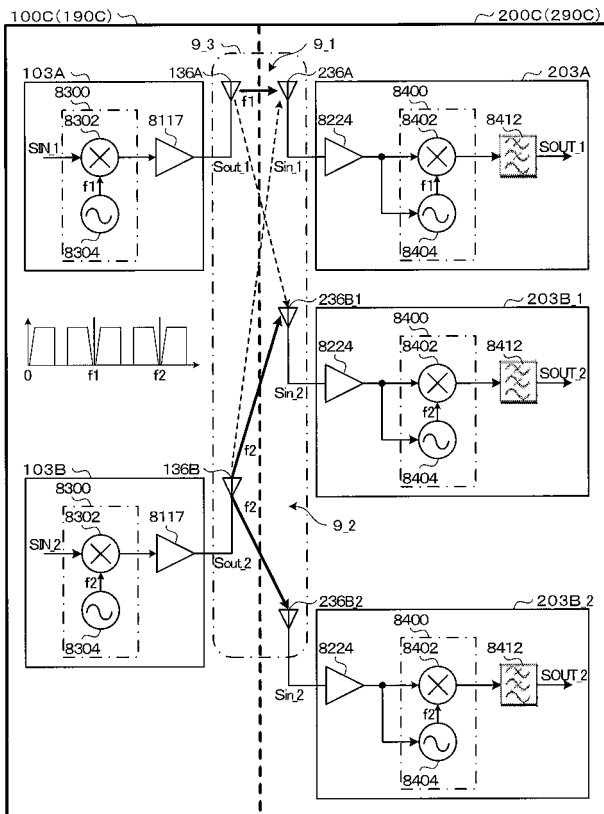 100C(190C)
200C(290C)
9_3
9_1
103A
136A
236A
203A
8300
8302
8117
8400
8402
8412
SIN_1
f1
8224
SOUT_1
f1
Sout_1
Sin_1
f1
8304
8404
236B1
203B_1
8400
8224
8402
8412
SOUT_2
0
f1
f2
Sin_2
f2
f2
8404
103B
136B
8300
f2
8302
8117
9_2
SIN_2
f2
Sout_2
236B2
203B_2
8304
8400
8224
8402
8412
SOUT_2
Sin_2
f2
8404